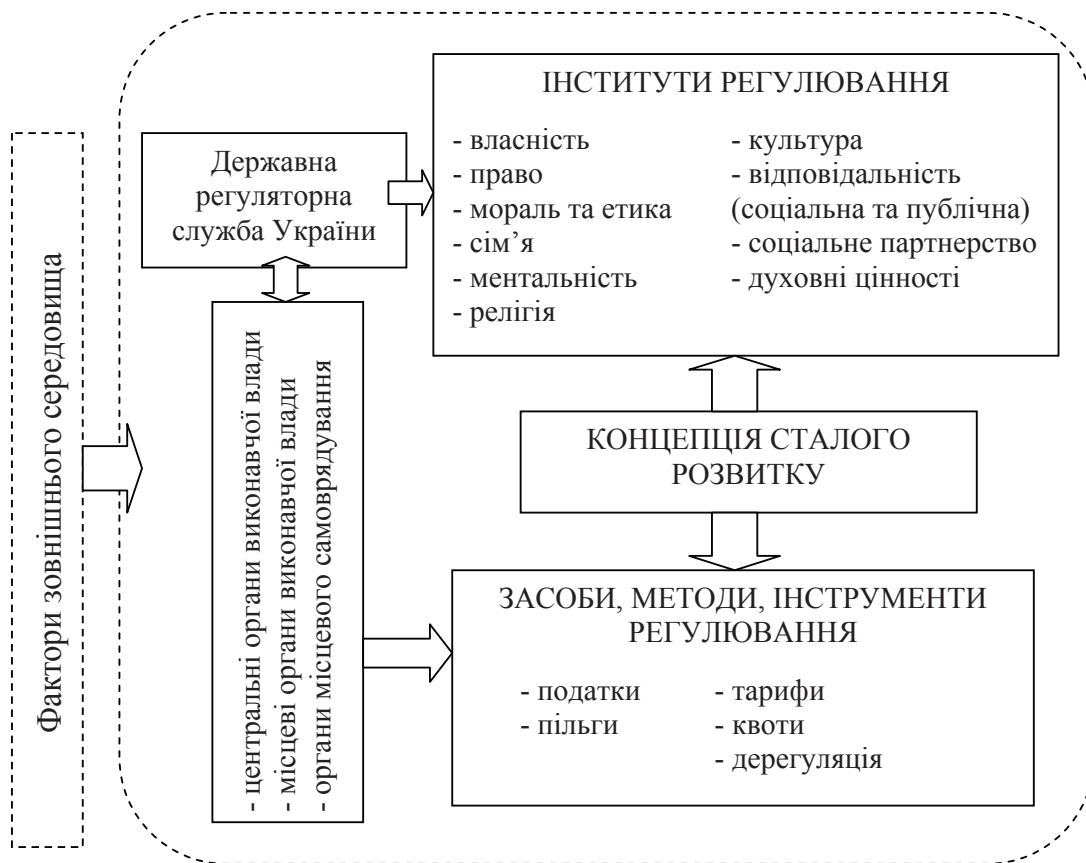 Фактори зовнішнього середовища
Державна
регуляторна
служба України
- центральні органи виконавчої влади
- місцеві органи виконавчої влади
- органи місцевого самоврядування
ІНСТИТУТИ РЕГУЛЮВАННЯ
- власність
- право
- мораль та етика
- сім’я
- ментальність
- релігія
- культура
- відповідальність
(соціальна та публічна)
- соціальне партнерство
- духовні цінності
КОНЦЕПЦІЯ СТАЛОГО
РОЗВИТКУ
ЗАСОБИ, МЕТОДИ, ІНСТРУМЕНТИ
РЕГУЛЮВАННЯ
- податки
- пільги
- тарифи
- квоти
- дерегуляція